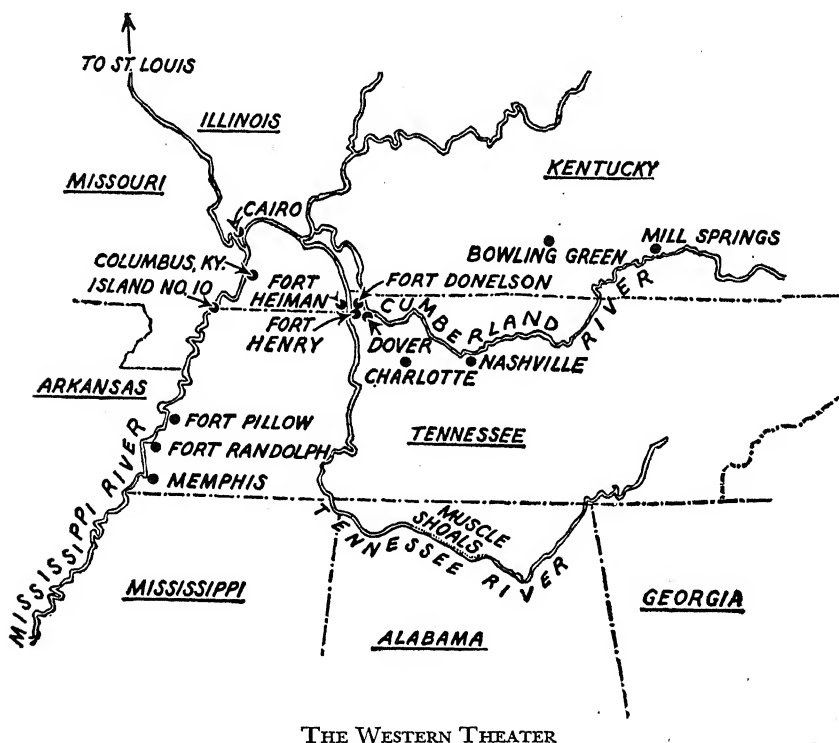 TO ST. LOUIS
ILLINOIS
MISSOURI
KENTUCKY
CAIRO
MILL SPRINGS
BOWLING GREEN
COLUMBUS, KY.
ISLAND NO. 10
FORT HEIMAN
FORT DONELSON
CUMBERLAND RIVER
FORT HENRY
DOVER
NASHVILLE
CHARLOTTE
ARKANSAS
FORT PILLOW
TENNESSEE
FORT RANDOLPH
MEMPHIS
MISSISSIPPI RIVER
MUSCLE SHOALS
TENNESSEE RIVER
MISSISSIPPI
GEORGIA
ALABAMA
THE WESTERN THEATER